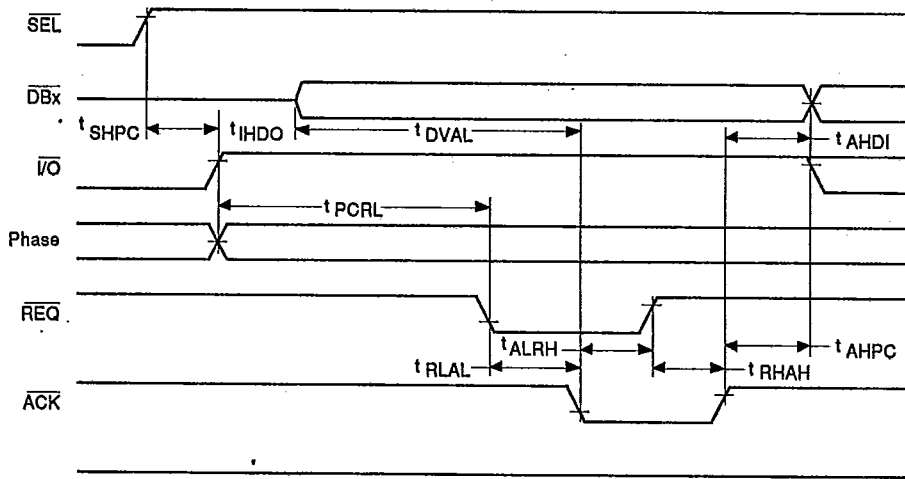 SEL
DBx
t SHPC
t IHDO
t DVAL
t AHDI
I/O
t PCRL
Phase
REQ
t ALRH
t AHPC
t RLAL
t RHAH
ACK